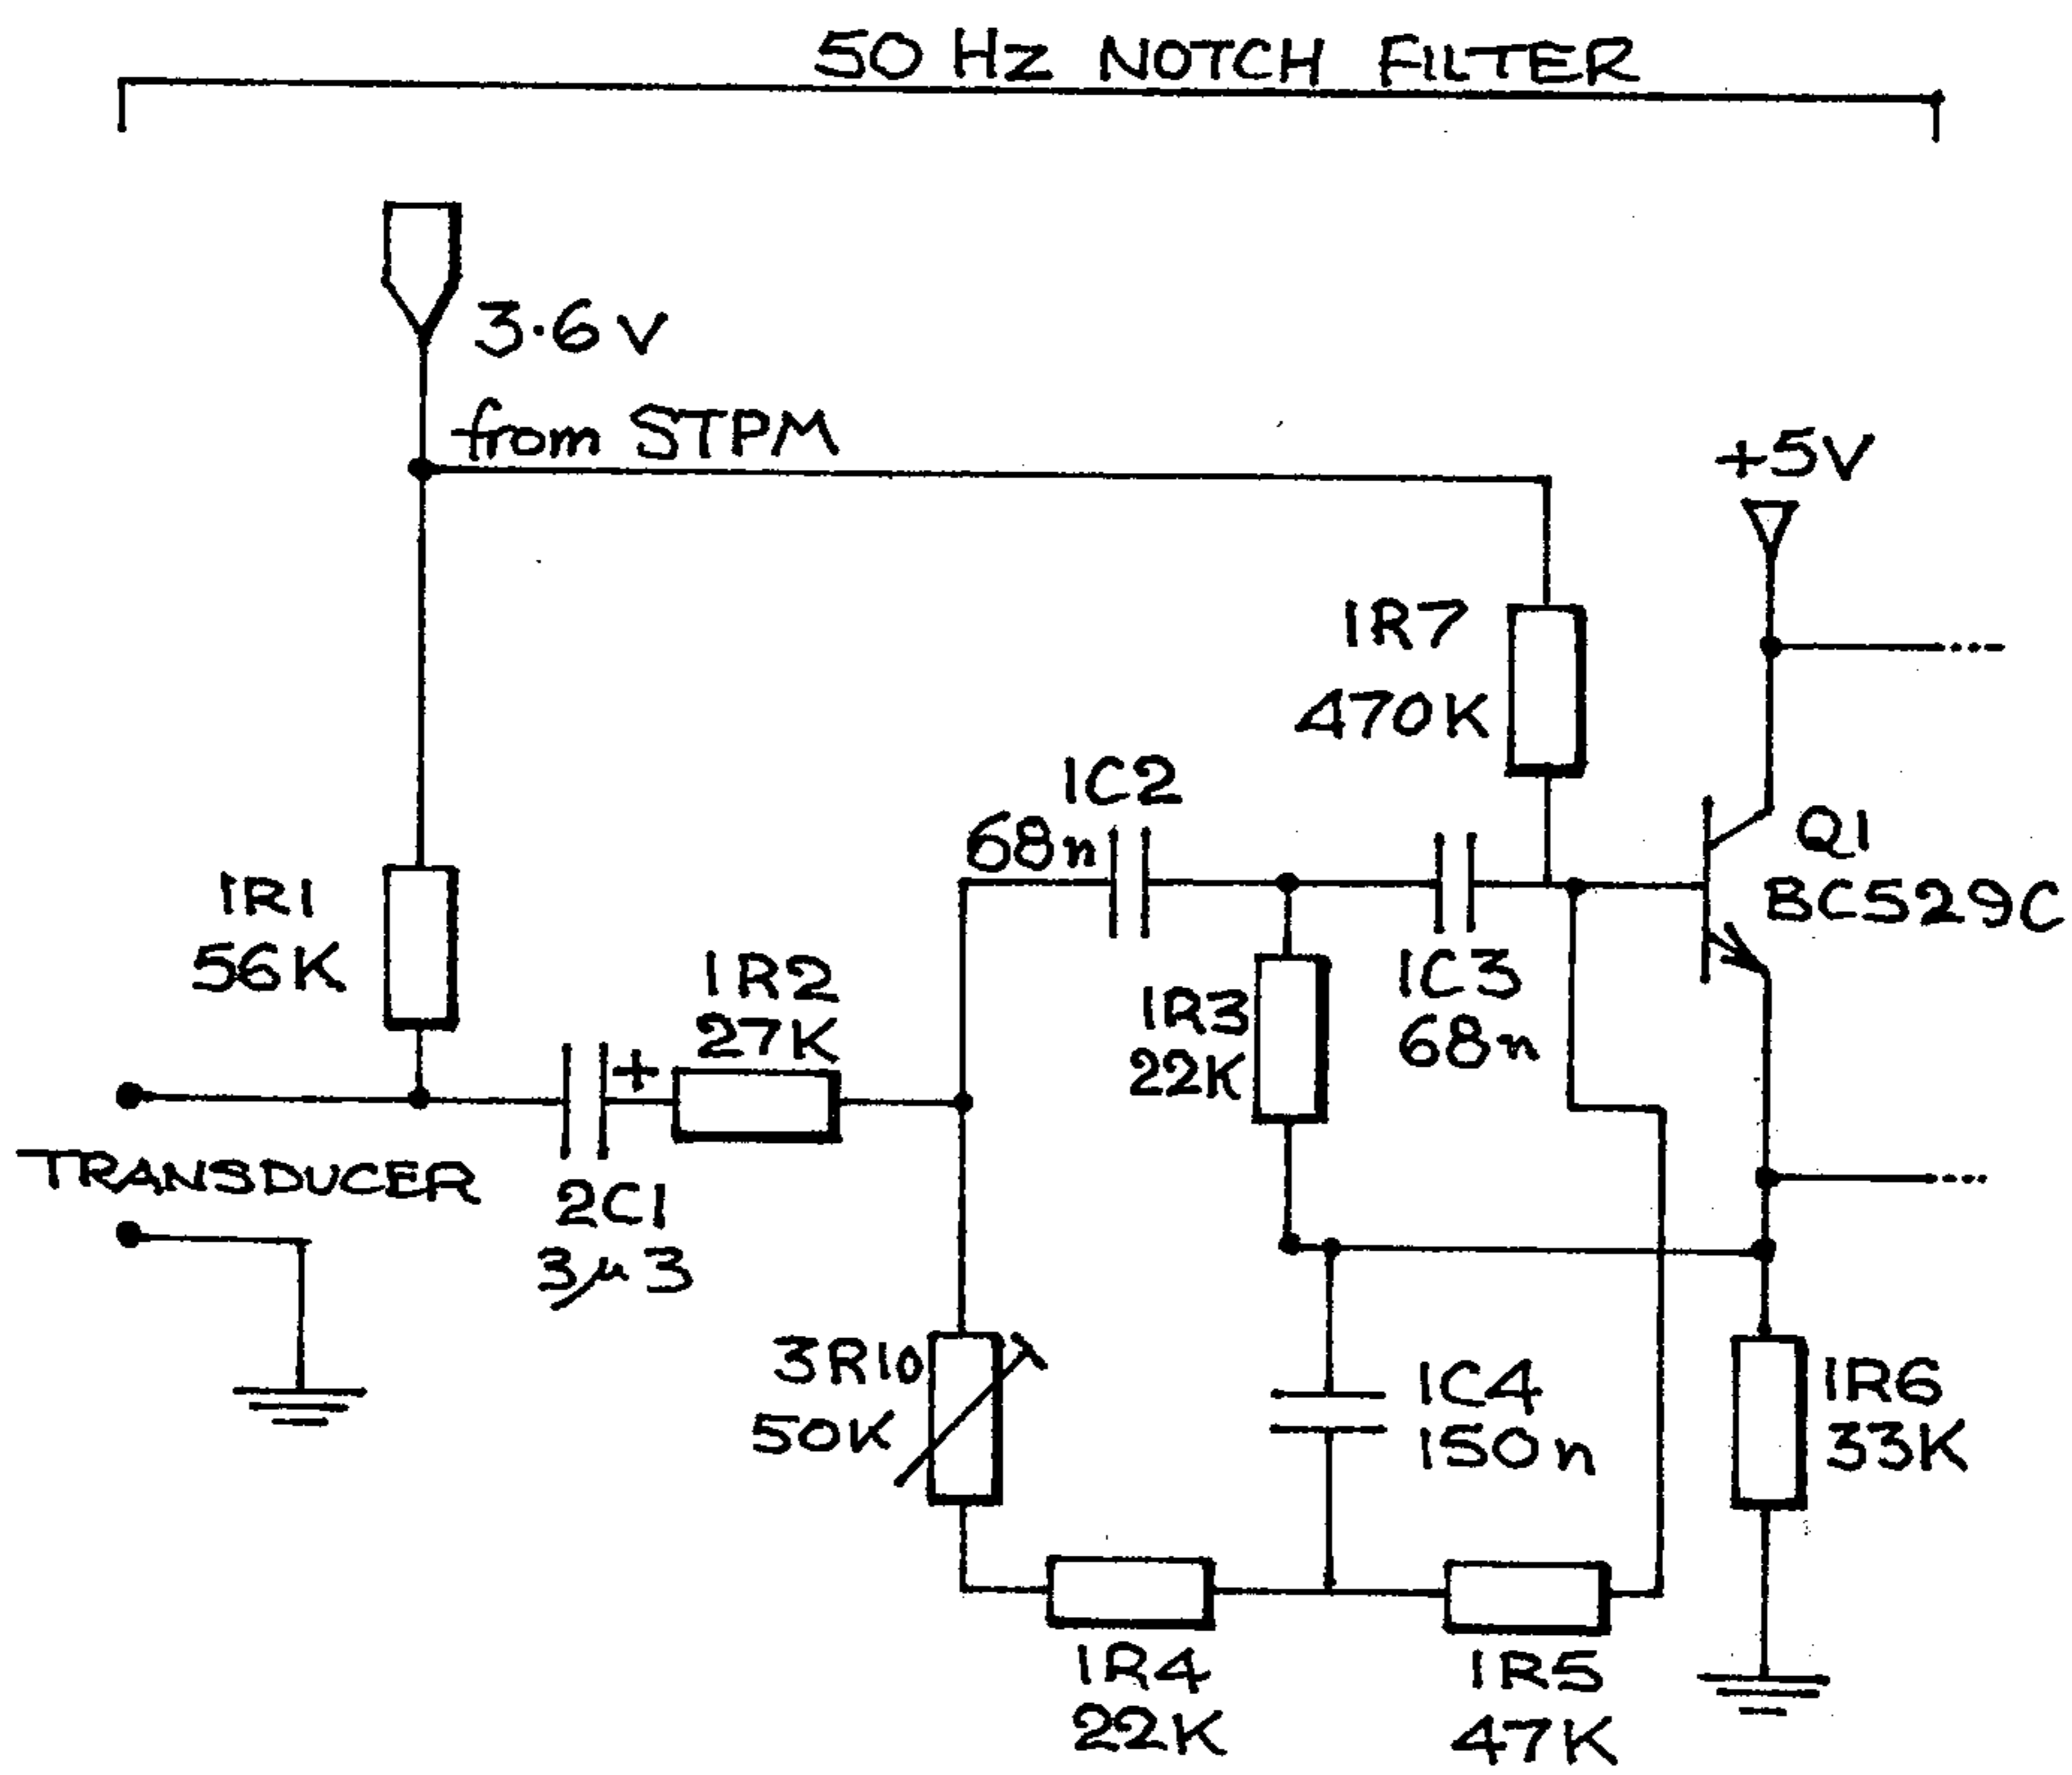 50 Hz NOTCH FILTER
3.6 V
from STPM
+5V
1R7
470K
1C2
68n
Q1
BC529C
1R1
56K
1R2
27K
1R3
22K
1C3
68n
TRANSDUCER
2C1
3µ3
+
3R10
50K
1C4
150n
1R6
33K
1R4
22K
1R5
47K